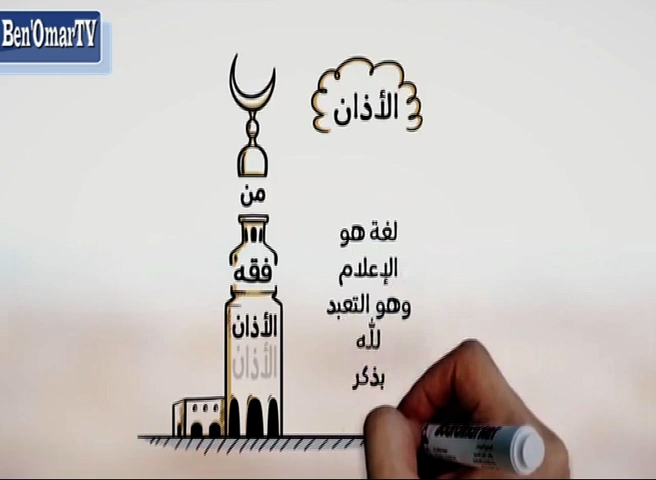 Ben'OmarTV
الأذان
من
فقه
الأذان
الأذان
لغة هو
الإعلام
وهو التعبد
لله
بذكر